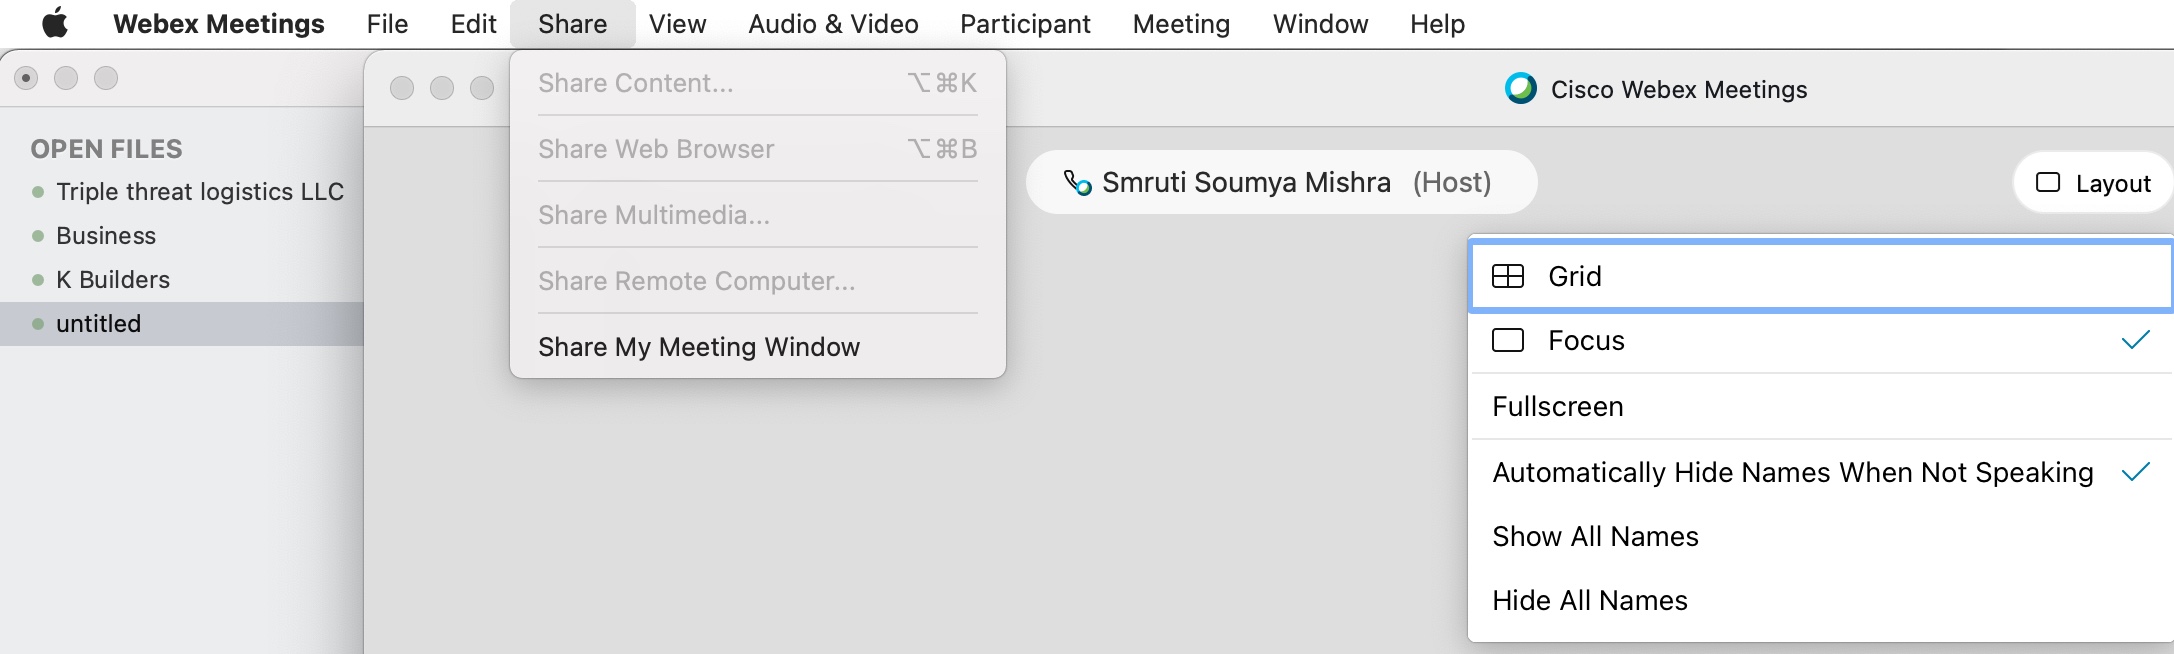 Webex Meetings File Edit Share View Audio & Video Participant Meeting Window Help
OPEN FILES
Triple threat logistics LLC
Business
K Builders
untitled
Share Content... ⌥⌘K
Share Web Browser ⌥⌘B
Share Multimedia...
Share Remote Computer...
Share My Meeting Window
Cisco Webex Meetings
Smruti Soumya Mishra (Host)
Layout
Grid
Focus
Fullscreen
Automatically Hide Names When Not Speaking
Show All Names
Hide All Names